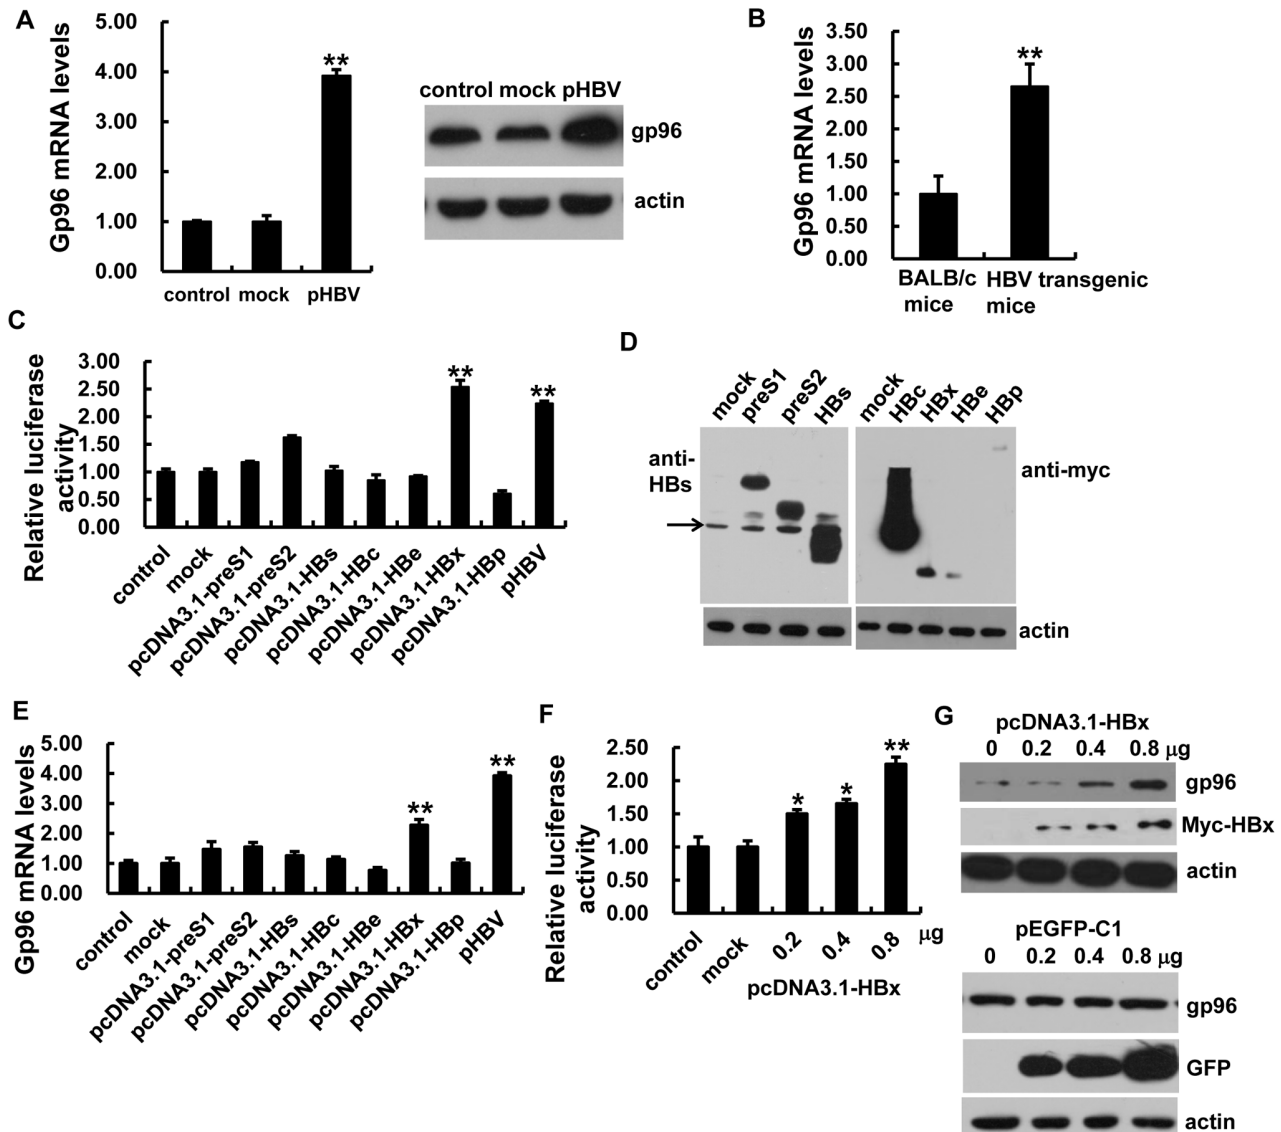 A
Gp96 mRNA levels
5.00
4.00
3.00
2.00
1.00
0.00
**
control mock pHBV
control mock pHBV
gp96
actin
B
Gp96 mRNA levels
3.50
3.00
2.50
2.00
1.50
1.00
0.50
0.00
**
BALB/c mice
HBV transgenic mice
C
Relative luciferase activity
3.00
2.50
2.00
1.50
1.00
0.50
0.00
**
**
control
mock
pcDNA3.1-preS1
pcDNA3.1-preS2
pcDNA3.1-HBs
pcDNA3.1-HBc
pcDNA3.1-HBe
pcDNA3.1-HBx
pcDNA3.1-HBp
pHBV
D
mock
preS1
preS2
HBs
mock
HBc
HBx
HBe
HBp
anti-
HBs
anti-myc
actin
E
Gp96 mRNA levels
5.00
4.00
3.00
2.00
1.00
0.00
**
**
control
mock
pcDNA3.1-preS1
pcDNA3.1-preS2
pcDNA3.1-HBs
pcDNA3.1-HBc
pcDNA3.1-HBe
pcDNA3.1-HBx
pcDNA3.1-HBp
pHBV
F
Relative luciferase activity
2.50
2.00
1.50
1.00
0.50
0.00
*
*
**
control
mock
0.2
0.4
0.8
µg
pcDNA3.1-HBx
G
pcDNA3.1-HBx
0 0.2 0.4 0.8 µg
gp96
Myc-HBx
actin
pEGFP-C1
0 0.2 0.4 0.8 µg
gp96
GFP
actin